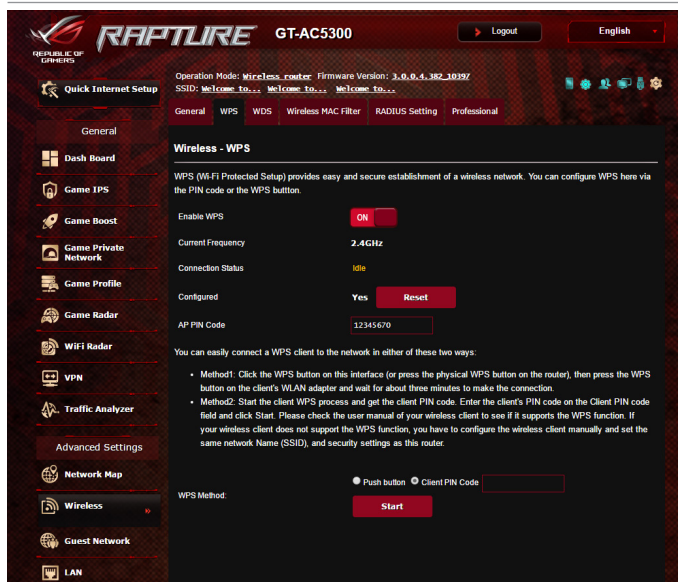 REPUBLIC OF
GAMERS
RAPTURE
GT-AC5300
Logout
English
Quick Internet Setup
Operation Mode: Wireless router Firmware Version: 3.0.0.4.382_10397
SSID: Welcome to... Welcome to... Welcome to...
General WPS WDS Wireless MAC Filter RADIUS Setting Professional
General
Dash Board
Game IPS
Game Boost
Game Private
Network
Game Profile
Game Radar
WiFi Radar
VPN
Traffic Analyzer
Advanced Settings
Network Map
Wireless
Guest Network
LAN
Wireless - WPS
WPS (Wi-Fi Protected Setup) provides easy and secure establishment of a wireless network. You can configure WPS here via
the PIN code or the WPS buttton.
Enable WPS ON
Current Frequency 2.4GHz
Connection Status Idle
Configured Yes Reset
AP PIN Code 12345670
You can easily connect a WPS client to the network in either of these two ways:
• Method1: Click the WPS button on this interface (or press the physical WPS button on the router), then press the WPS
button on the client's WLAN adapter and wait for about three minutes to make the connection.
• Method2: Start the client WPS process and get the client PIN code. Enter the client's PIN code on the Client PIN code
field and click Start. Please check the user manual of your wireless client to see if it supports the WPS function. If
your wireless client does not support the WPS function, you have to configure the wireless client manually and set the
same network Name (SSID), and security settings as this router.
WPS Method: Push button Client PIN Code
Start